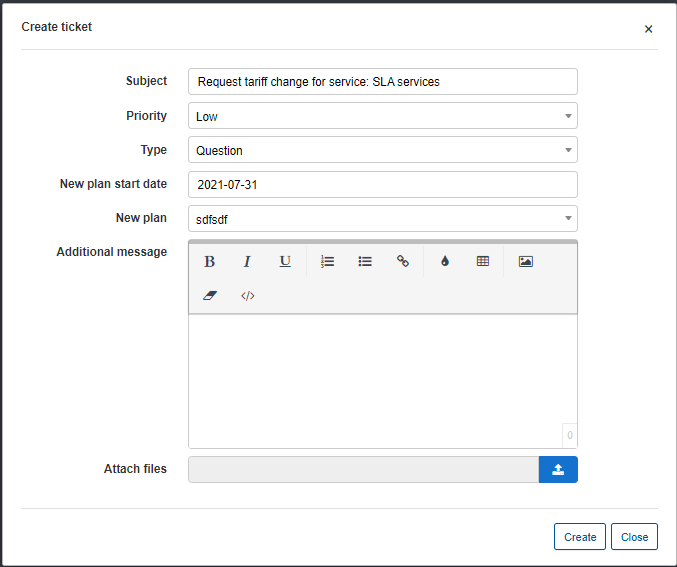 Create ticket ×
Subject Request tariff change for service: SLA services
Priority Low
Type Question
New plan start date 2021-07-31
New plan sdfsdf
Additional message B I U
</>
0
Attach files
Create Close